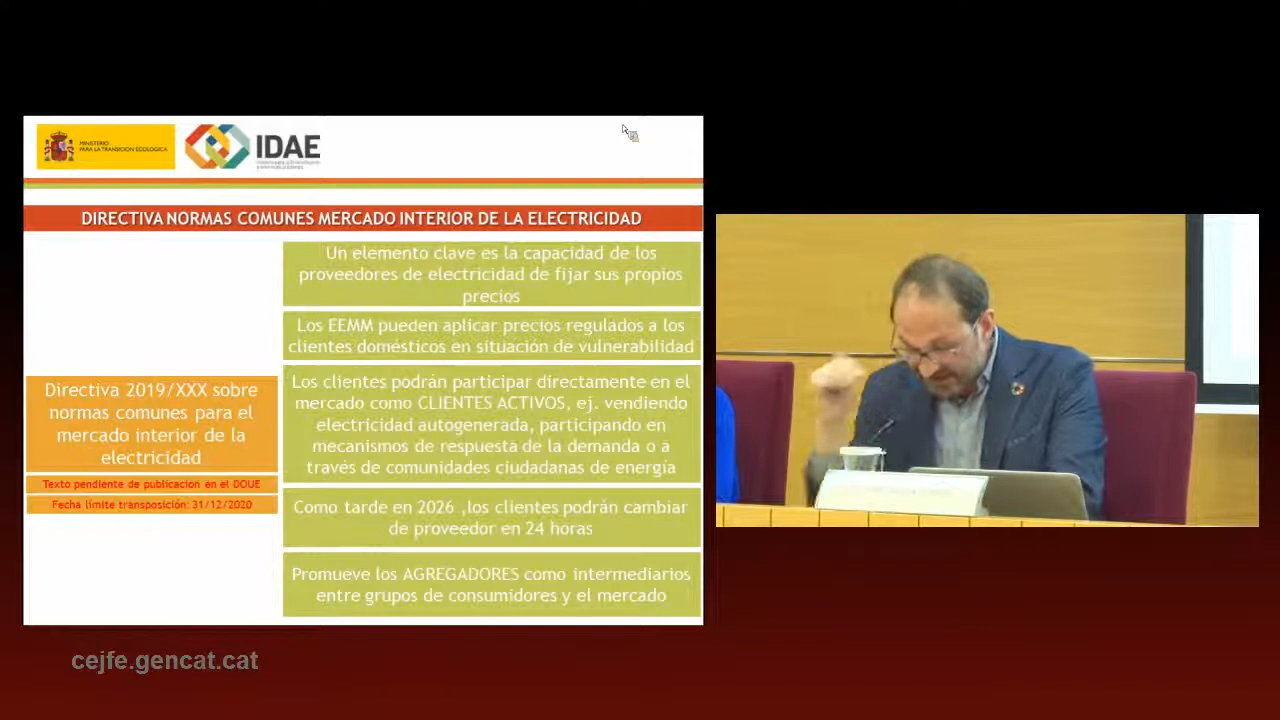 MINISTERIO
PARA LA TRANSICIÓN ECOLÓGICA
IDAE
DIRECTIVA NORMAS COMUNES MERCADO INTERIOR DE LA ELECTRICIDAD
Directiva 2019/XXX sobre
normas comunes para el
mercado interior de la
electricidad
Texto pendiente de publicacion en el DOUE
Fecha límite transposición: 31/12/2020
Un elemento clave es la capacidad de los
proveedores de electricidad de fijar sus propios
precios
Los EEMM pueden aplicar precios regulados a los
clientes domésticos en situación de vulnerabilidad
Los clientes podrán participar directamente en el
mercado como CLIENTES ACTIVOS, ej. vendiendo
electricidad autogenerada, participando en
mecanismos de respuesta de la demanda o a
través de comunidades ciudadanas de energía
Como tarde en 2026 ,los clientes podrán cambiar
de proveedor en 24 horas
Promueve los AGREGADORES como intermediarios
entre grupos de consumidores y el mercado
cejfe.gencat.cat